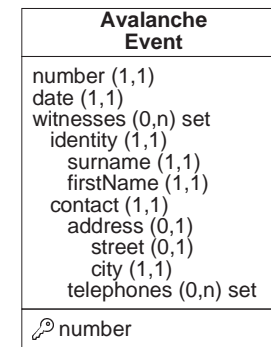 Avalanche
Event
number (1,1)
date (1,1)
witnesses (0,n) set
identity (1,1)
surname (1,1)
firstName (1,1)
contact (1,1)
address (0,1)
street (0,1)
city (1,1)
telephones (0,n) set
number